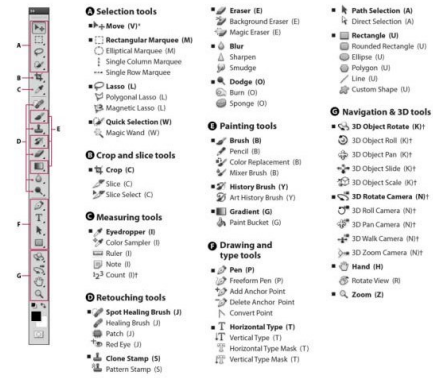 A
B
C
D
E
F
G
A Selection tools
Move (V)*
Rectangular Marquee (M)
Elliptical Marquee (M)
Single Column Marquee
Single Row Marquee
Lasso (L)
Polygonal Lasso (L)
Magnetic Lasso (L)
Quick Selection (W)
Magic Wand (W)
B Crop and slice tools
Crop (C)
Slice (C)
Slice Select (C)
C Measuring tools
Eyedropper (I)
Color Sampler (I)
Ruler (I)
Note (I)
Count (I)†
D Retouching tools
Spot Healing Brush (J)
Healing Brush (J)
Patch (J)
Red Eye (J)
Clone Stamp (S)
Pattern Stamp (S)
Eraser (E)
Background Eraser (E)
Magic Eraser (E)
Blur
Sharpen
Smudge
Dodge (O)
Burn (O)
Sponge (O)
E Painting tools
Brush (B)
Pencil (B)
Color Replacement (B)
Mixer Brush (B)
History Brush (Y)
Art History Brush (Y)
Gradient (G)
Paint Bucket (G)
F Drawing and
type tools
Pen (P)
Freeform Pen (P)
Add Anchor Point
Delete Anchor Point
Convert Point
Horizontal Type (T)
Vertical Type (T)
Horizontal Type Mask (T)
Vertical Type Mask (T)
Path Selection (A)
Direct Selection (A)
Rectangle (U)
Rounded Rectangle (U)
Ellipse (U)
Polygon (U)
Line (U)
Custom Shape (U)
G Navigation & 3D tools
3D Object Rotate (K)†
3D Object Roll (K)†
3D Object Pan (K)†
3D Object Slide (K)†
3D Object Scale (K)†
3D Rotate Camera (N)†
3D Roll Camera (N)†
3D Pan Camera (N)†
3D Walk Camera (N)†
3D Zoom Camera (N)†
Hand (H)
Rotate View (R)
Zoom (Z)